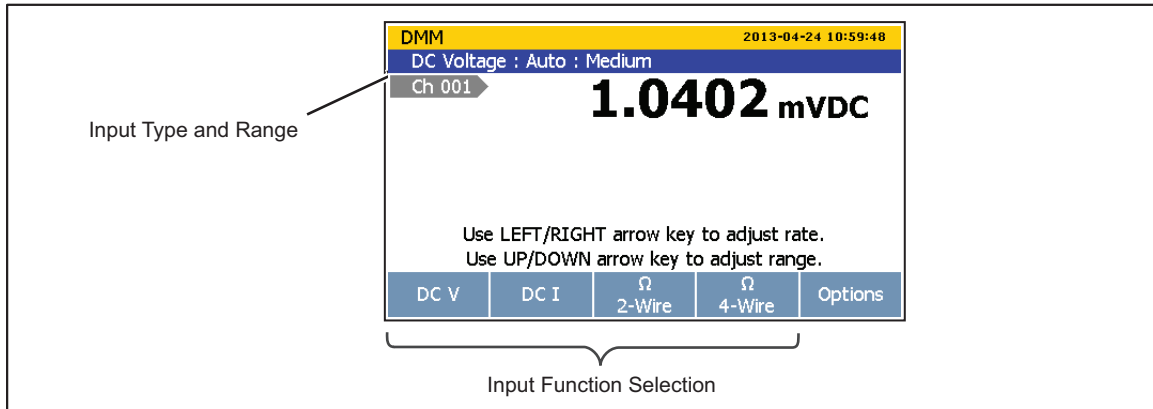 DMM 2013-04-24 10:59:48
DC Voltage : Auto : Medium
Ch 001
1.0402 mVDC
Input Type and Range
Use LEFT/RIGHT arrow key to adjust rate.
Use UP/DOWN arrow key to adjust range.
DC V DC I Ω 2-Wire Ω 4-Wire Options
Input Function Selection